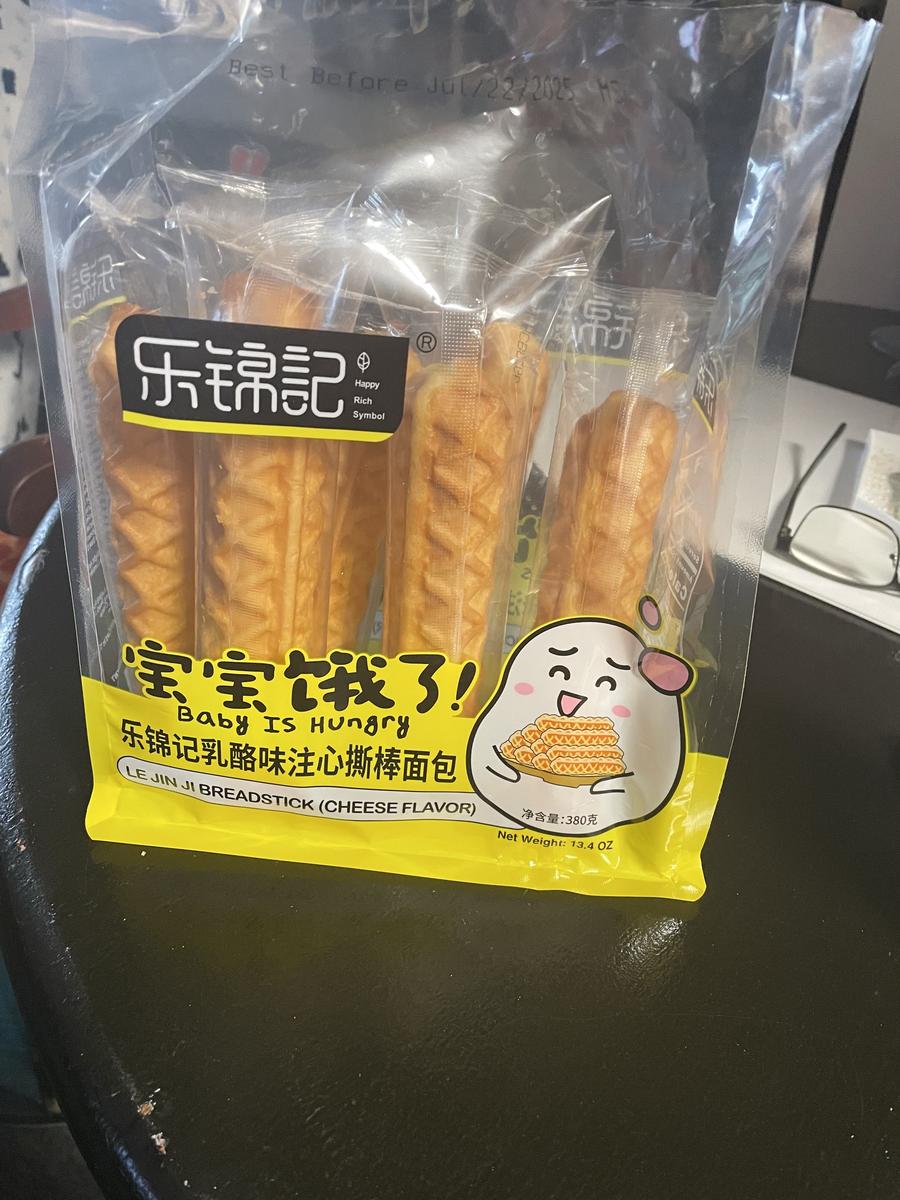 Best Before Jul/22/2025
乐锦記
®
Happy
Rich
Symbol
乐锦
宝宝饿了!
Baby Is Hungry
乐锦记乳酪味注心撕棒面包
LE JIN JI BREADSTICK (CHEESE FLAVOR)
净含量:380克
Net Weight: 13.4 OZ